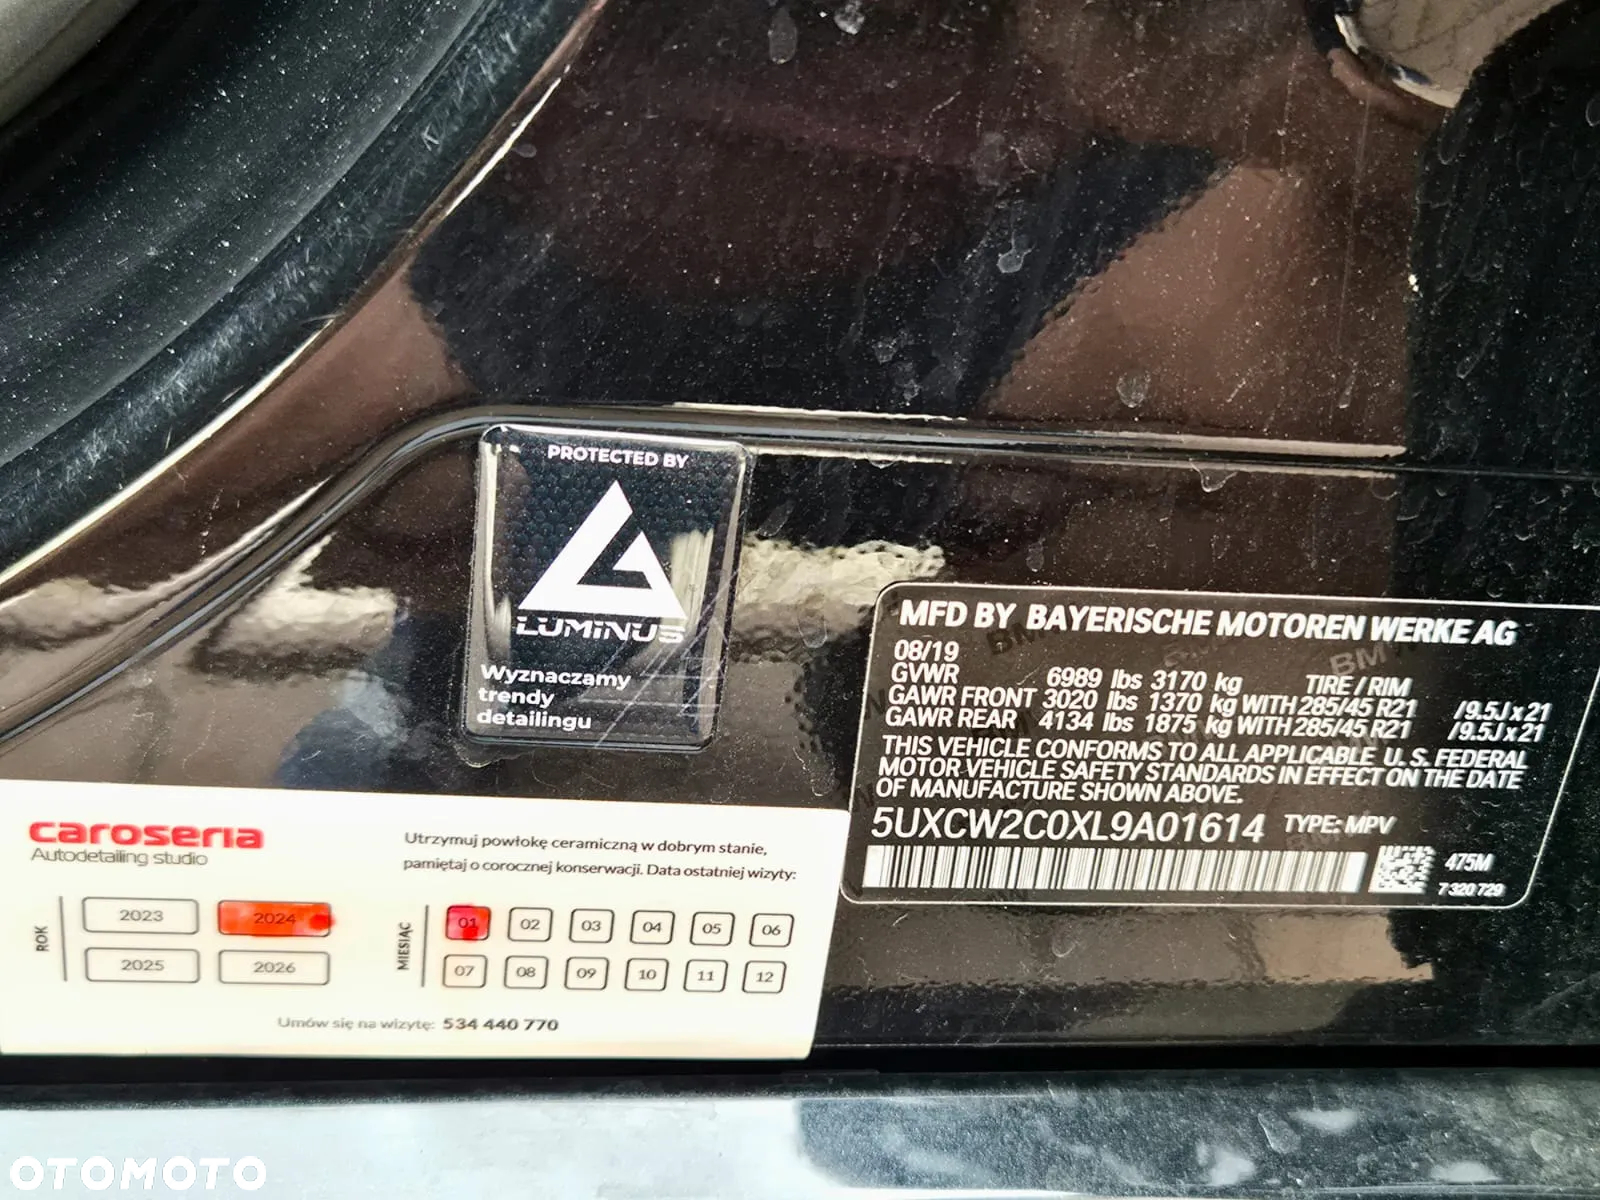 PROTECTED BY
LUMINUS
Wyznaczamy
trendy
detailingu
MFD BY BAYERISCHE MOTOREN WERKE AG
08/19
GVWR 6989 lbs 3170 kg TIRE / RIM
GAWR FRONT 3020 lbs 1370 kg WITH 285/45 R21 / 9.5J x 21
GAWR REAR 4134 lbs 1875 kg WITH 285/45 R21 / 9.5J x 21
THIS VEHICLE CONFORMS TO ALL APPLICABLE U.S. FEDERAL
MOTOR VEHICLE SAFETY STANDARDS IN EFFECT ON THE DATE
OF MANUFACTURE SHOWN ABOVE.
5UXCW2C0XL9A01614 TYPE: MPV
475M
7 320 729
caroseria
Autodetailing studio
Utrzymuj powłokę ceramiczną w dobrym stanie,
pamiętaj o corocznej konserwacji. Data ostatniej wizyty:
ROK
2023 2024
2025 2026
MIESIĄC
01 02 03 04 05 06
07 08 09 10 11 12
Umów się na wizytę: 534 440 770
OTOMOTO